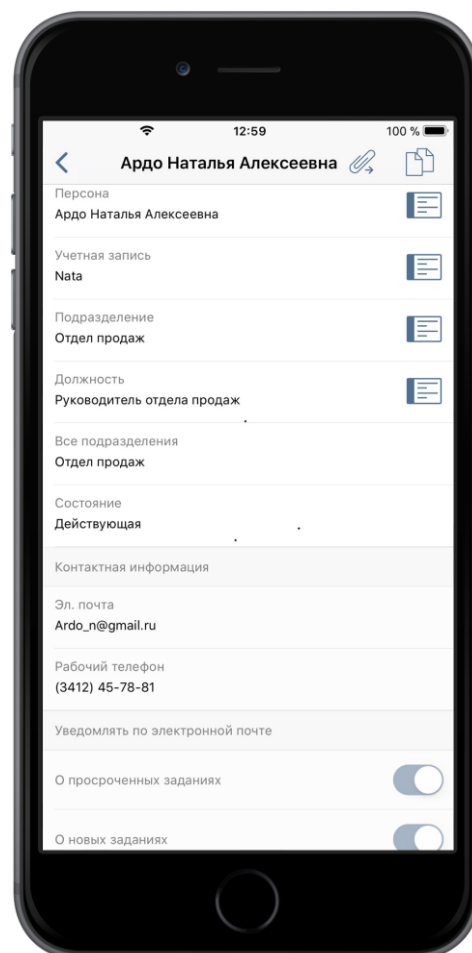 12:59
100 %
Ардо Наталья Алексеевна
Персона
Ардо Наталья Алексеевна
Учетная запись
Nata
Подразделение
Отдел продаж
Должность
Руководитель отдела продаж
Все подразделения
Отдел продаж
Состояние
Действующая
Контактная информация
Эл. почта
Ardo_n@gmail.ru
Рабочий телефон
(3412) 45-78-81
Уведомлять по электронной почте
О просроченных заданиях
О новых заданиях